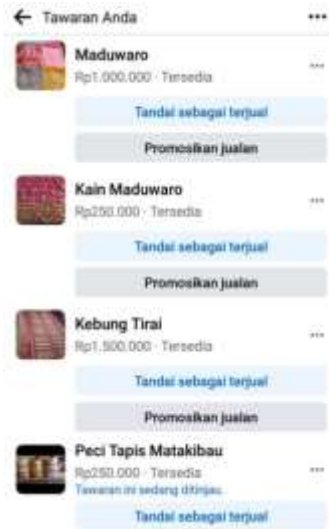 Tawaran Anda
Maduwaro
Rp1.000.000 · Tersedia
Tandai sebagai terjual
Promosikan jualan
Kain Maduwaro
Rp250.000 · Tersedia
Tandai sebagai terjual
Promosikan jualan
Kebung Tirai
Rp1.500.000 · Tersedia
Tandai sebagai terjual
Promosikan jualan
Peci Tapis Matakibau
Rp250.000 · Tersedia
Tawaran ini sedang ditinjau.
Tandai sebagai terjual